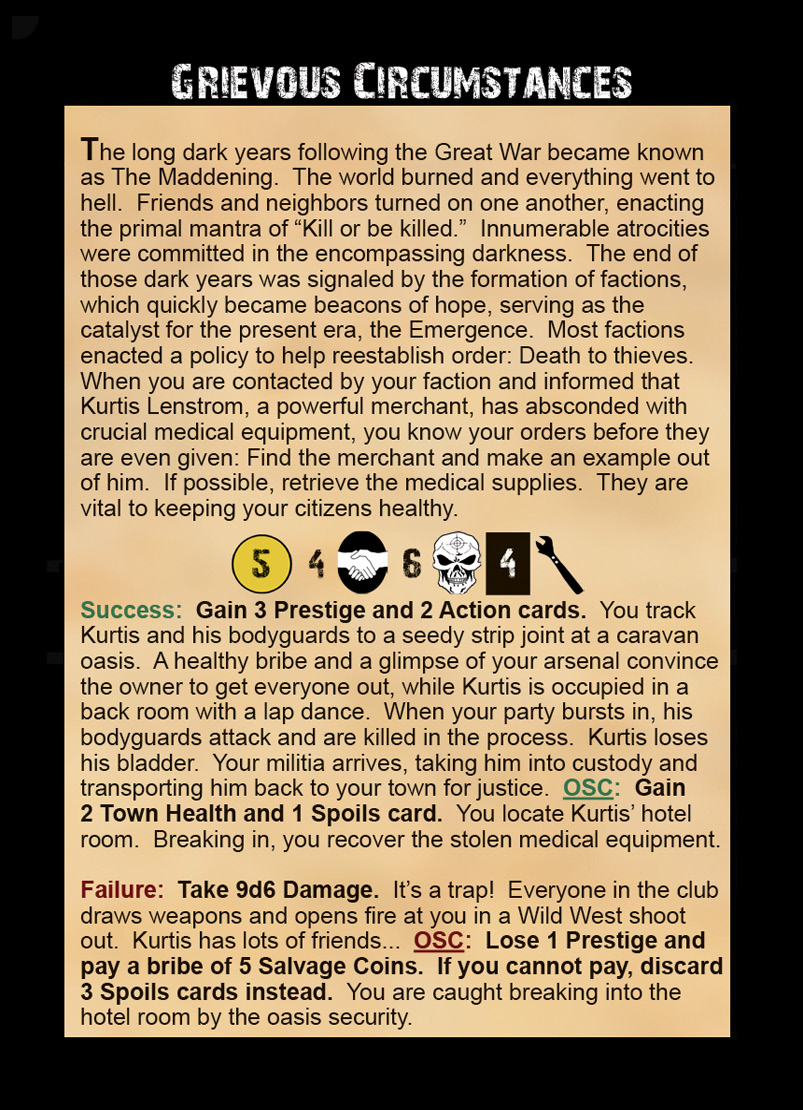 Grievous Circumstances
The long dark years following the Great War became known
as The Maddening.  The world burned and everything went to
hell.  Friends and neighbors turned on one another, enacting
the primal mantra of “Kill or be killed.”  Innumerable atrocities
were committed in the encompassing darkness.  The end of
those dark years was signaled by the formation of factions,
which quickly became beacons of hope, serving as the
catalyst for the present era, the Emergence.  Most factions
enacted a policy to help reestablish order: Death to thieves.
When you are contacted by your faction and informed that
Kurtis Lenstrom, a powerful merchant, has absconded with
crucial medical equipment, you know your orders before they
are even given: Find the merchant and make an example out
of him.  If possible, retrieve the medical supplies.  They are
vital to keeping your citizens healthy.
5 4 6 4
Success:  Gain 3 Prestige and 2 Action cards.  You track
Kurtis and his bodyguards to a seedy strip joint at a caravan
oasis.  A healthy bribe and a glimpse of your arsenal convince
the owner to get everyone out, while Kurtis is occupied in a
back room with a lap dance.  When your party bursts in, his
bodyguards attack and are killed in the process.  Kurtis loses
his bladder.  Your militia arrives, taking him into custody and
transporting him back to your town for justice.  OSC:  Gain
2 Town Health and 1 Spoils card.  You locate Kurtis’ hotel
room.  Breaking in, you recover the stolen medical equipment.
Failure:  Take 9d6 Damage.  It’s a trap!  Everyone in the club
draws weapons and opens fire at you in a Wild West shoot
out.  Kurtis has lots of friends...  OSC:  Lose 1 Prestige and
pay a bribe of 5 Salvage Coins.  If you cannot pay, discard
3 Spoils cards instead.  You are caught breaking into the
hotel room by the oasis security.